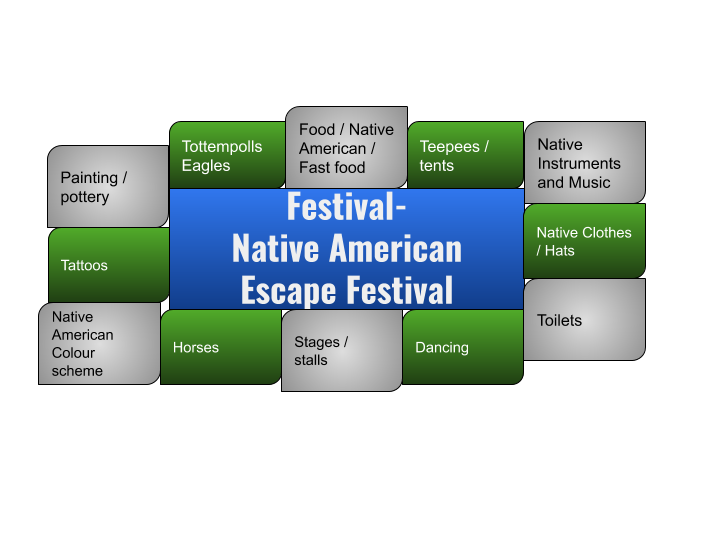 Food / Native
American /
Fast food
Tottempolls
Eagles
Teepees /
tents
Native
Instruments
and Music
Painting /
pottery
Festival-
Native American
Escape Festival
Native Clothes
/ Hats
Tattoos
Native
American
Colour
scheme
Horses
Stages /
stalls
Dancing
Toilets